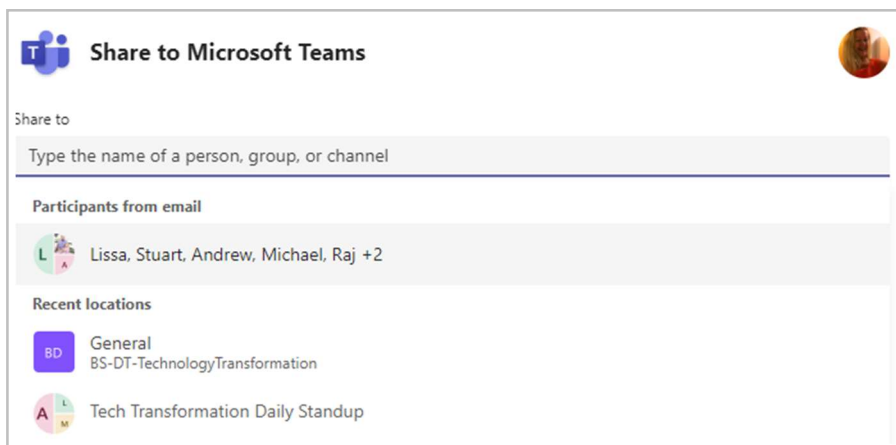 T
Share to Microsoft Teams
Share to
Type the name of a person, group, or channel
Participants from email
L
A
Lissa, Stuart, Andrew, Michael, Raj +2
Recent locations
BD
General
BS-DT-TechnologyTransformation
A
L
M
Tech Transformation Daily Standup